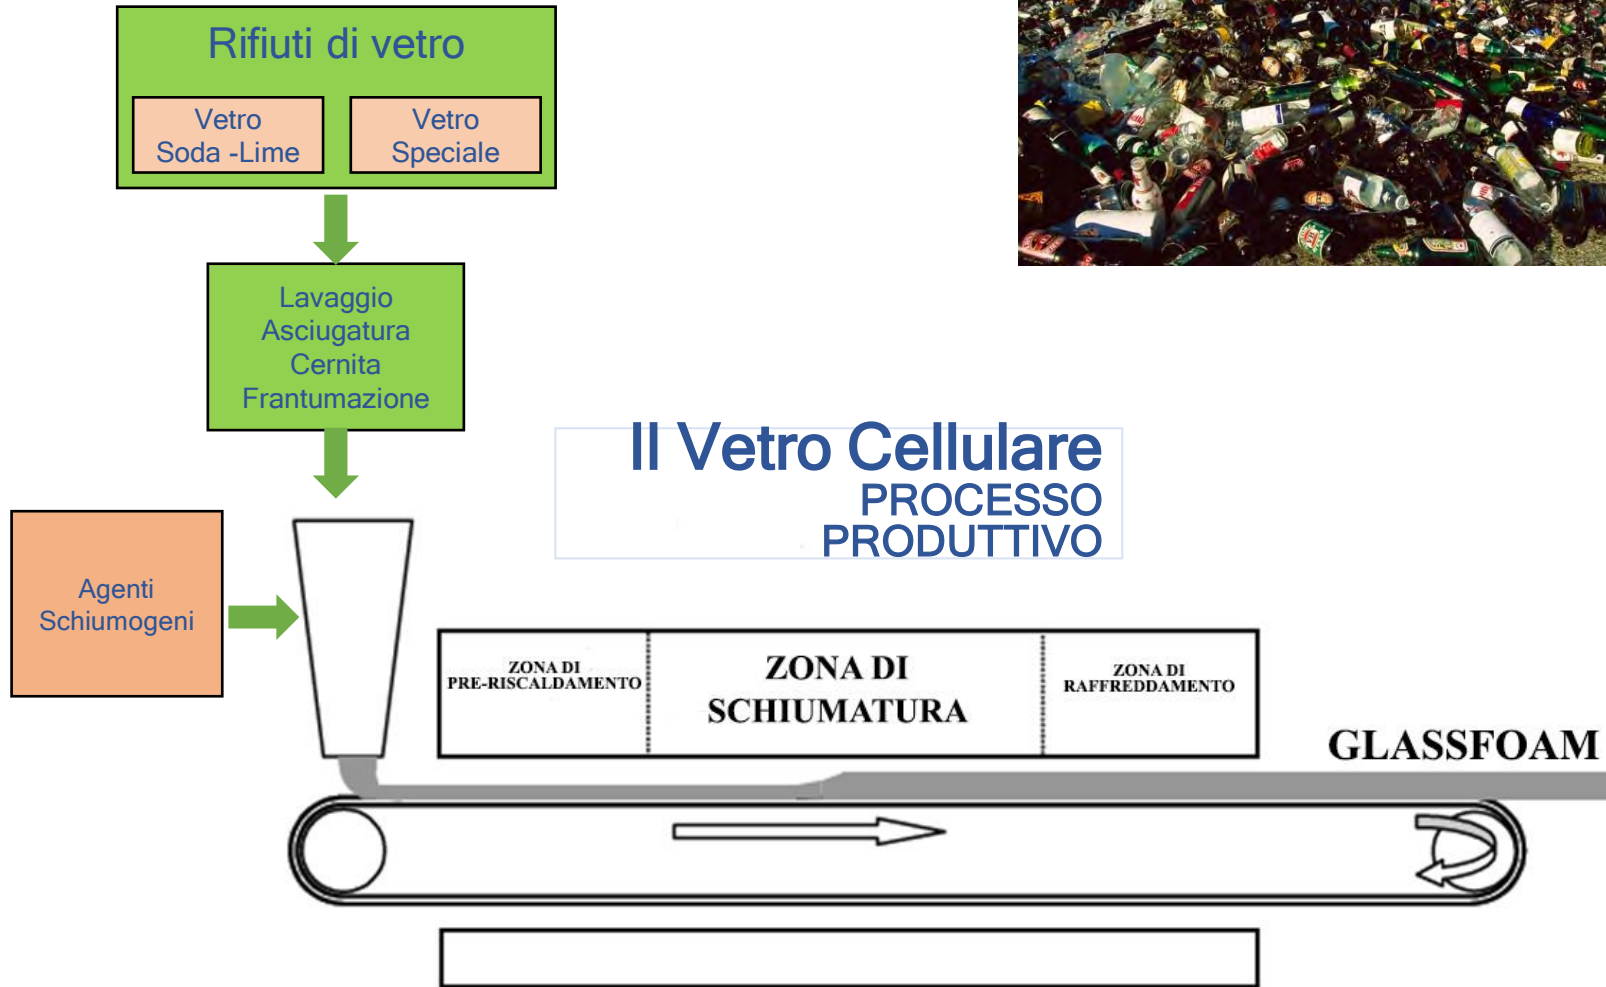 Rifiuti di vetro
Vetro
Soda -Lime
Vetro
Speciale
Lavaggio
Asciugatura
Cernita
Frantumazione
Il Vetro Cellulare
PROCESSO
PRODUTTIVO
Agenti
Schiumogeni
ZONA DI
PRE-RISCALDAMENTO
ZONA DI
SCHIUMATURA
ZONA DI
RAFFREDDAMENTO
GLASSFOAM